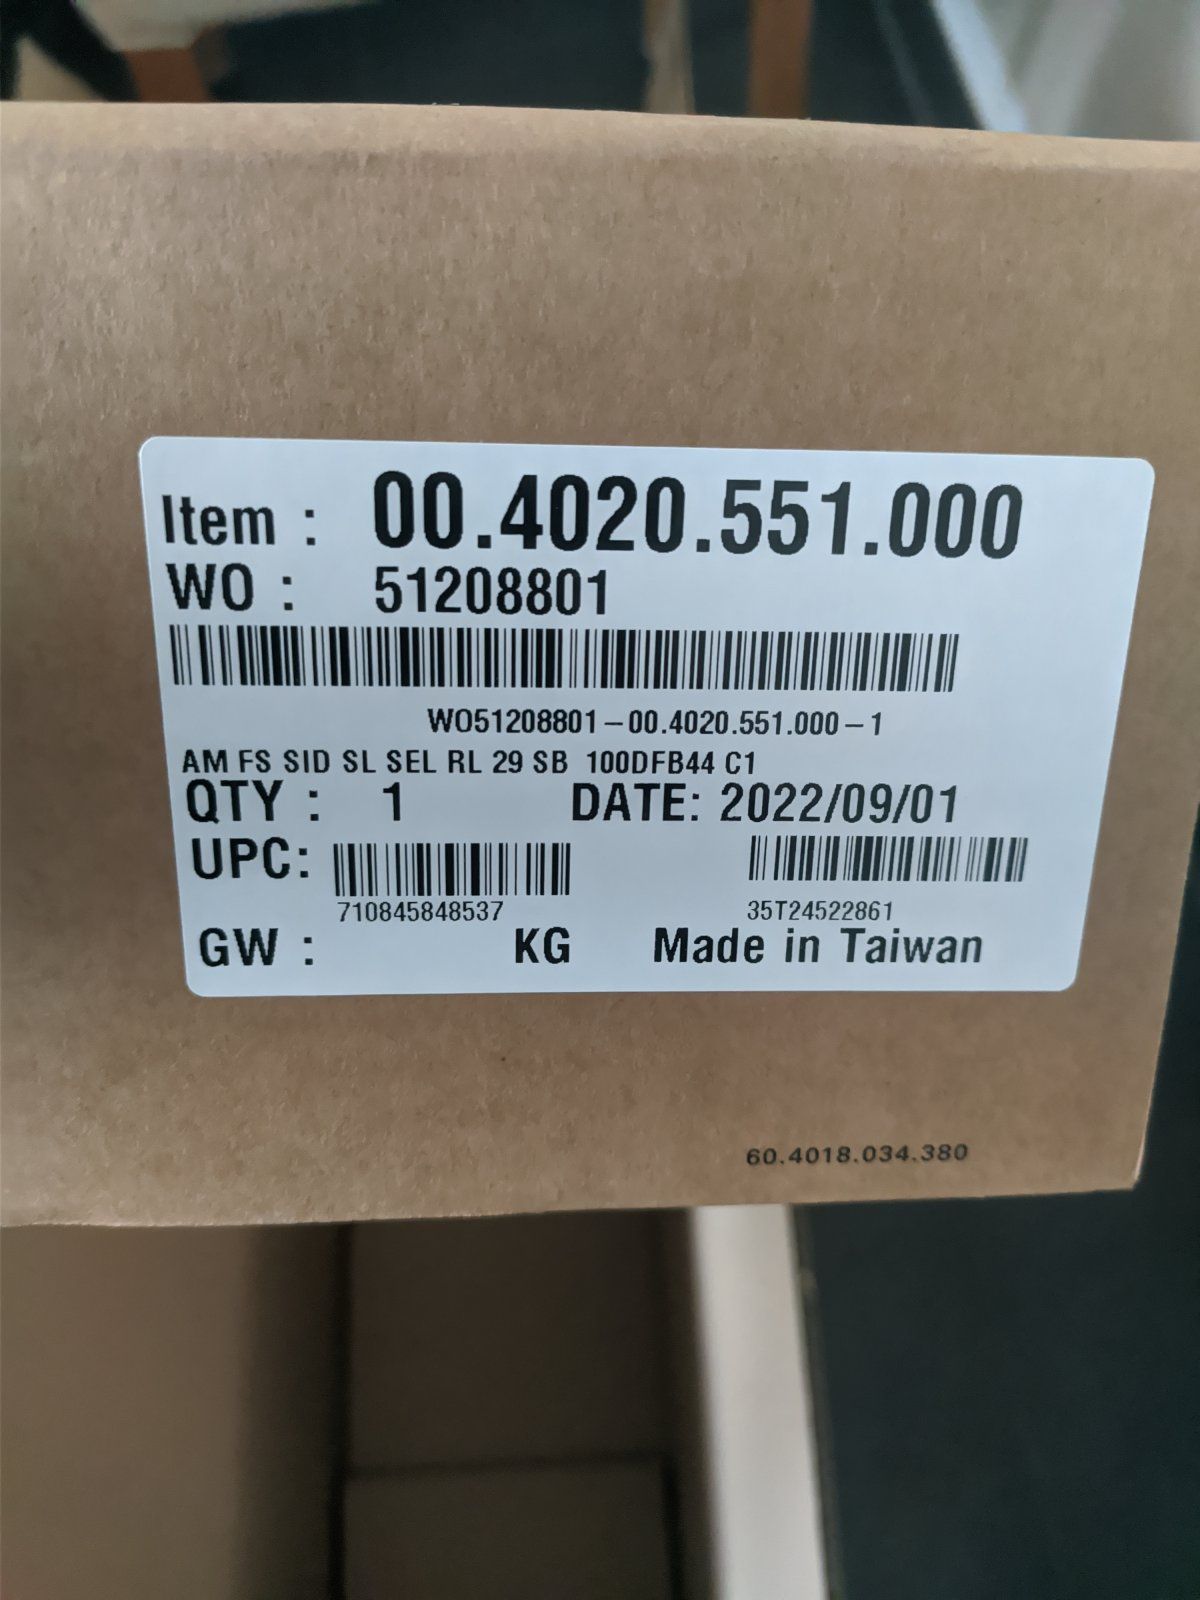 Item : 00.4020.551.000
WO : 51208801
WO51208801-00.4020.551.000-1
AM FS SID SL SEL RL 29 SB 100DFB44 C1
QTY : 1 DATE: 2022/09/01
UPC:
710845848537 35T24522861
GW : KG Made in Taiwan
60.4018.034.380